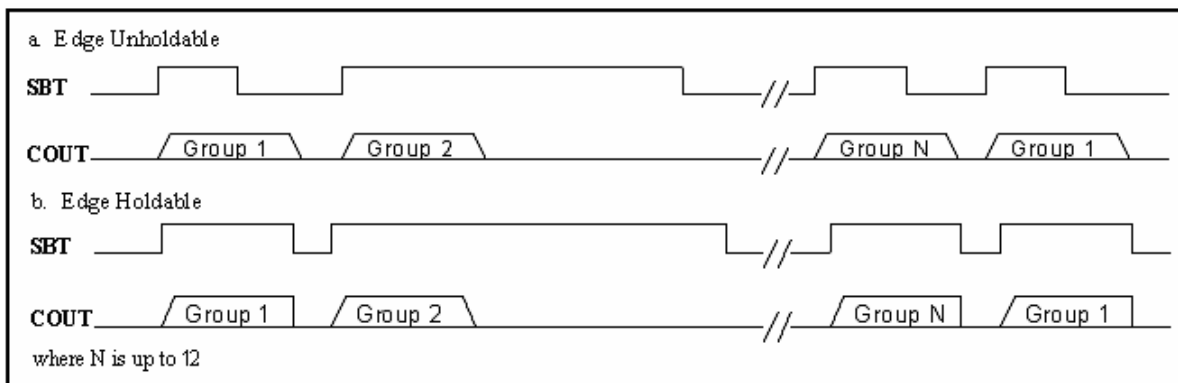 a. Edge Unholdable
SBT
COUT Group 1 Group 2 Group N Group 1
b. Edge Holdable
SBT
COUT Group 1 Group 2 Group N Group 1
where N is up to 12